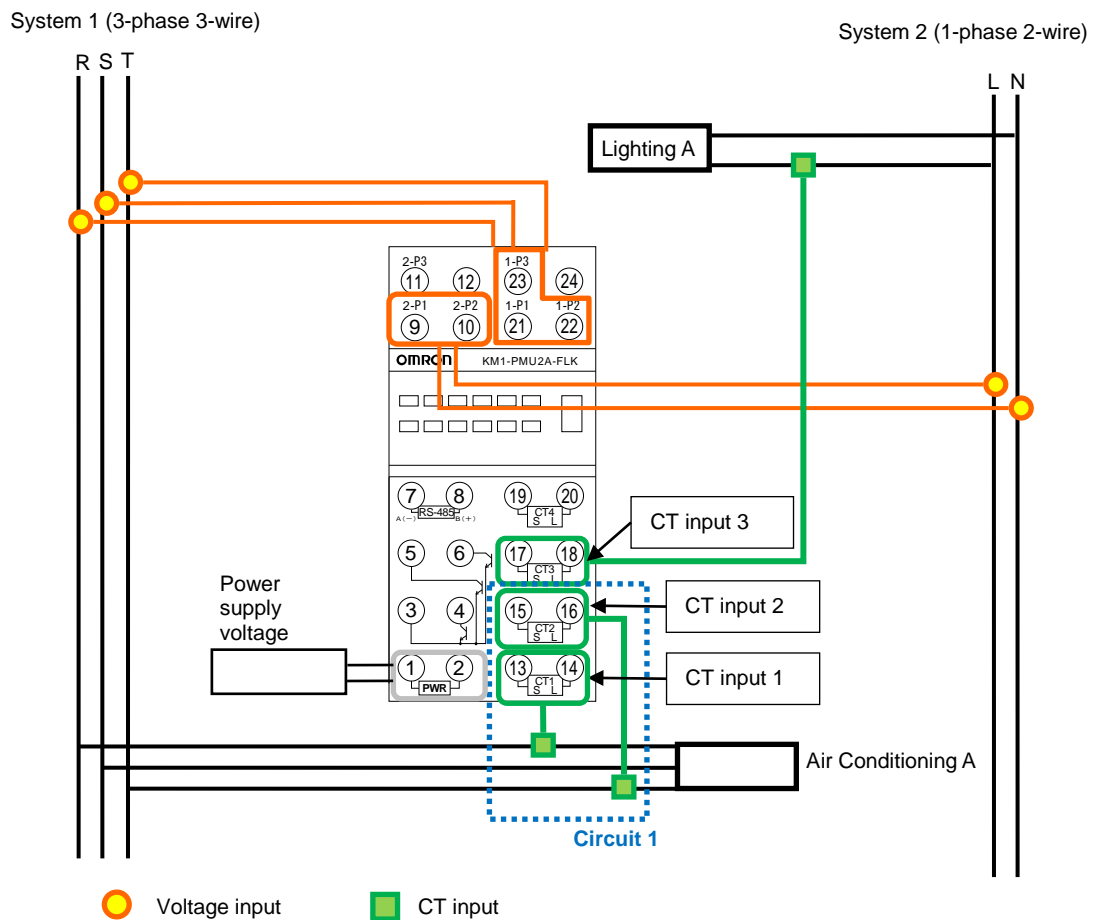 System 1 (3-phase 3-wire)
System 2 (1-phase 2-wire)
R S T
L N
Lighting A
2-P3
1-P3
11 12 23 24
2-P1 2-P2 1-P1 1-P2
9 10 21 22
OMRON KM1-PMU2A-FLK
7 8 19 20
A(−) RS-485 B(+)
CT4
S L
CT input 3
5 6 17 18
CT3
S L
Power
supply
voltage
3 4 15 16
CT2
S L
CT input 2
1 2 13 14
PWR
CT1
S L
CT input 1
Air Conditioning A
Circuit 1
Voltage input
CT input